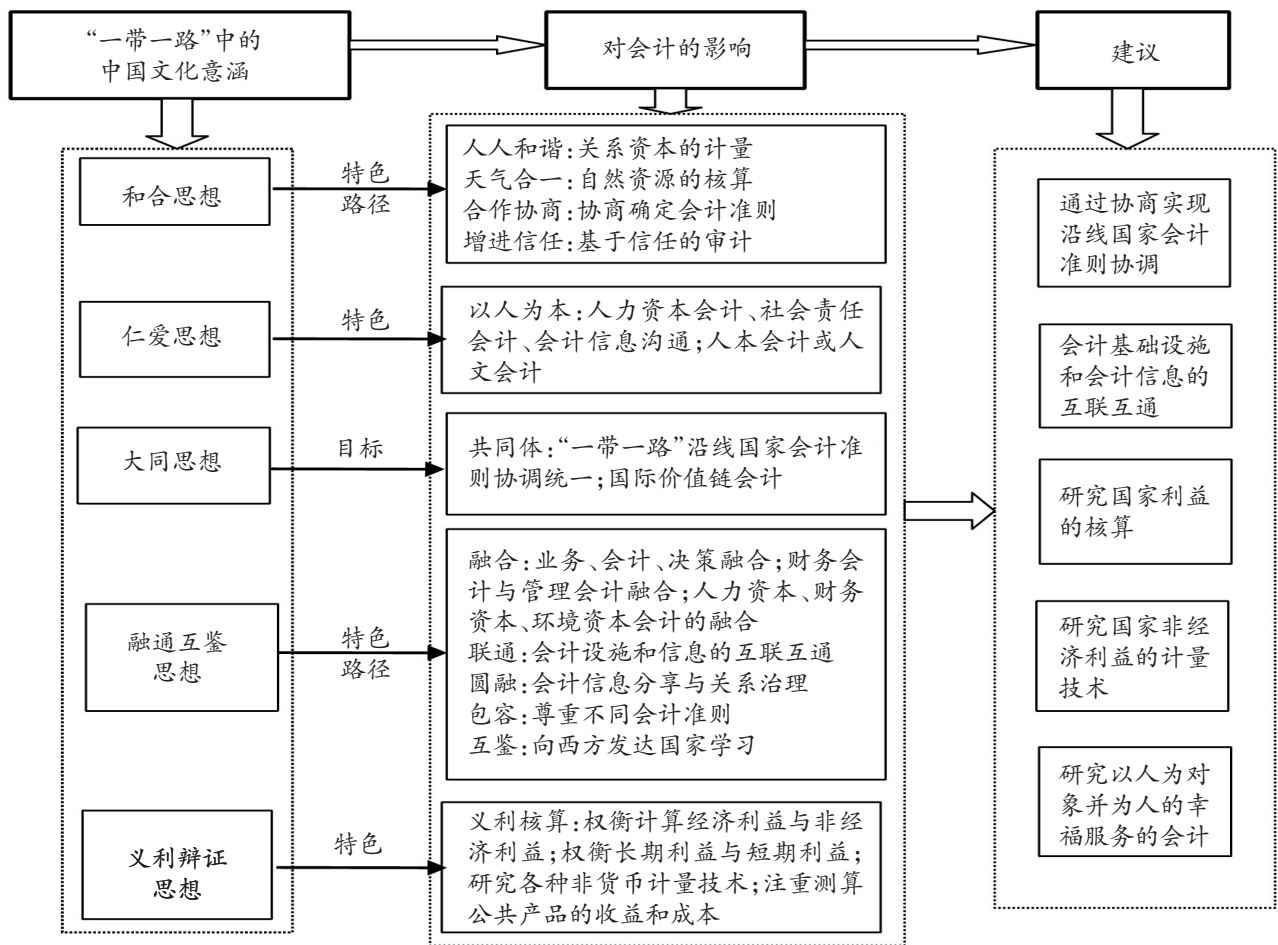 “一带一路”中的
中国文化意涵
对会计的影响
建议
和合思想
特色
路径
人人和谐:关系资本的计量
天气合一:自然资源的核算
合作协商:协商确定会计准则
增进信任:基于信任的审计
仁爱思想
特色
以人为本:人力资本会计、社会责任
会计、会计信息沟通;人本会计或人
文会计
大同思想
目标
共同体:“一带一路”沿线国家会计准
则协调统一;国际价值链会计
融通互鉴
思想
特色
路径
融合:业务、会计、决策融合;财务会
计与管理会计融合;人力资本、财务
资本、环境资本会计的融合
联通:会计设施和信息的互联互通
圆融:会计信息分享与关系治理
包容:尊重不同会计准则
互鉴:向西方发达国家学习
义利辩证
思想
特色
义利核算:权衡计算经济利益与非经
济利益;权衡长期利益与短期利益;
研究各种非货币计量技术;注重测算
公共产品的收益和成本
通过协商实现
沿线国家会计
准则协调
会计基础设施
和会计信息的
互联互通
研究国家利益
的核算
研究国家非经
济利益的计量
技术
研究以人为对
象并为人的幸
福服务的会计